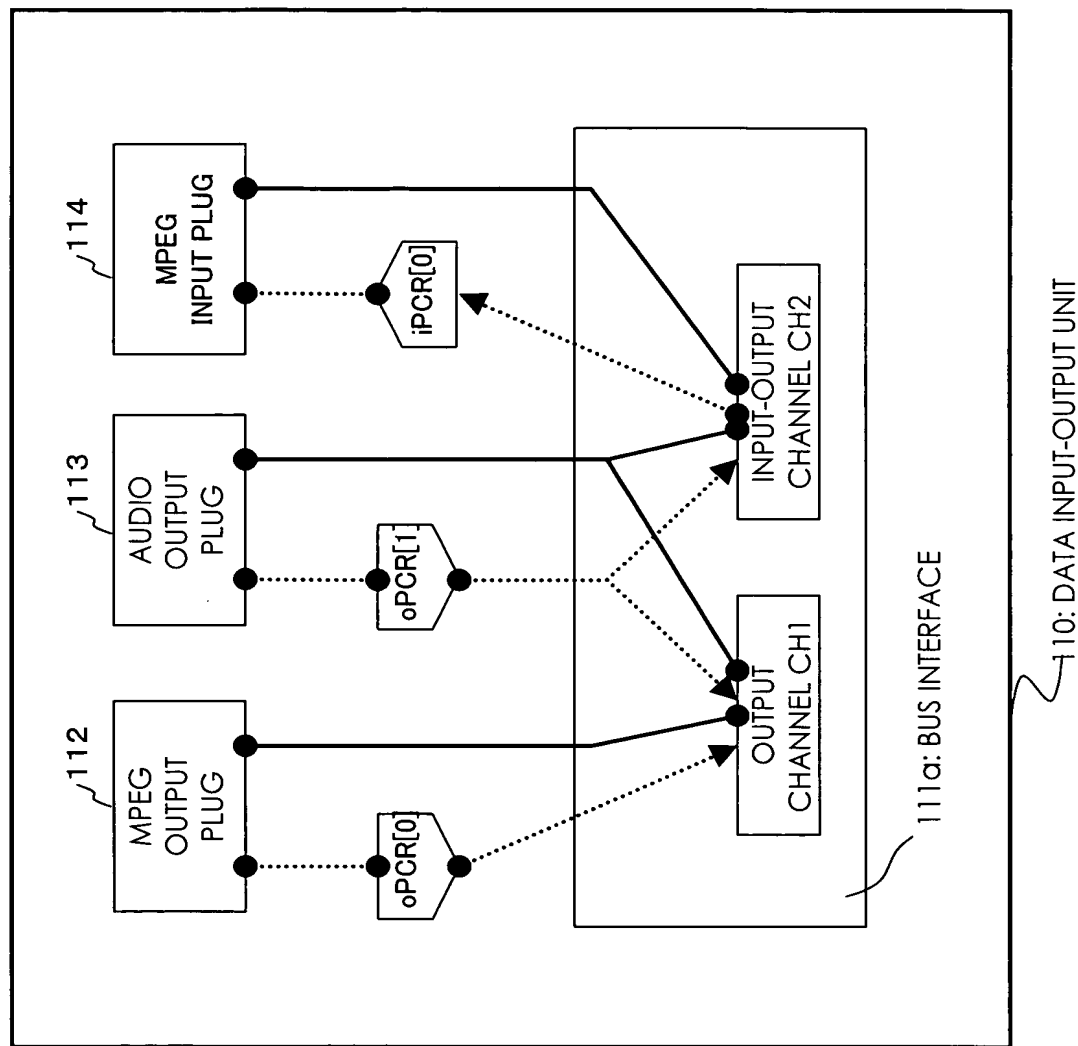 112
MPEG
OUTPUT
PLUG
113
AUDIO
OUTPUT
PLUG
114
MPEG
INPUT PLUG
oPCR[0]
oPCR[1]
iPCR[0]
OUTPUT
CHANNEL CH1
INPUT-OUTPUT
CHANNEL CH2
111a: BUS INTERFACE
110: DATA INPUT-OUTPUT UNIT